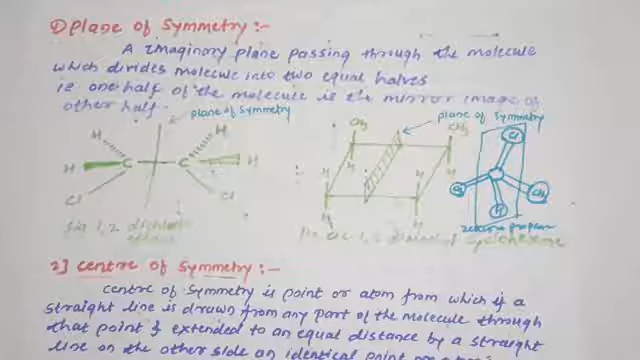 ① plane of Symmetry :-
A imaginary plane passing through the molecule
which divides molecule into two equal halves
ie one half of the molecule is the mirror image of
other half.
plane of Symmetry
H H
H C C H
Cl Cl
fig 1,2 dichloro
plane of Symmetry
CH3 CH3
H H
H H
Cl
H
2] Centre of Symmetry :-
Centre of Symmetry is point or atom from which if a
straight line is drawn from any part of the molecule through
that point & extended to an equal distance by a straight
line on the other side an identical point